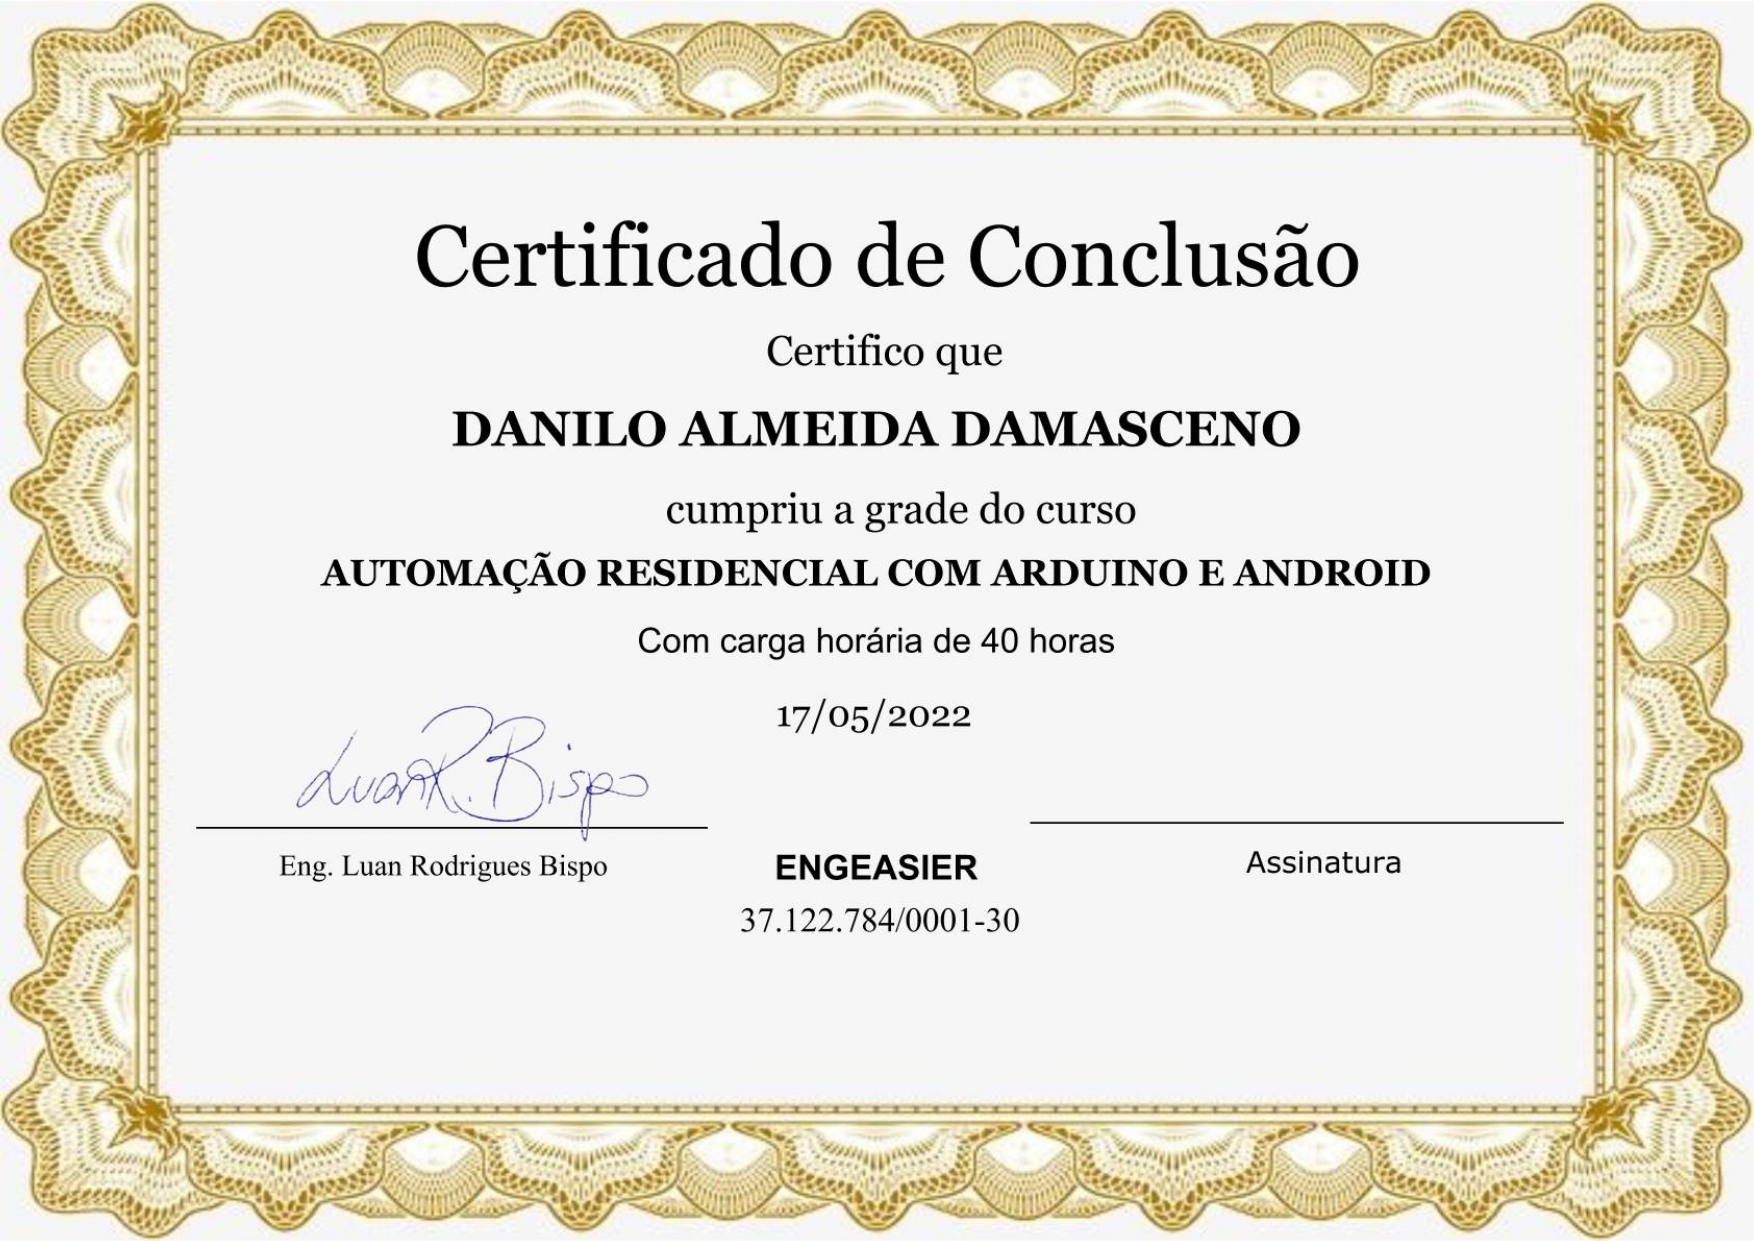 Certificado de Conclusão
Certifico que
DANILO ALMEIDA DAMASCENO
cumpriu a grade do curso
AUTOMAÇÃO RESIDENCIAL COM ARDUINO E ANDROID
Com carga horária de 40 horas
17/05/2022
Luan R. Bispo
Eng. Luan Rodrigues Bispo
ENGEASIER
37.122.784/0001-30
Assinatura